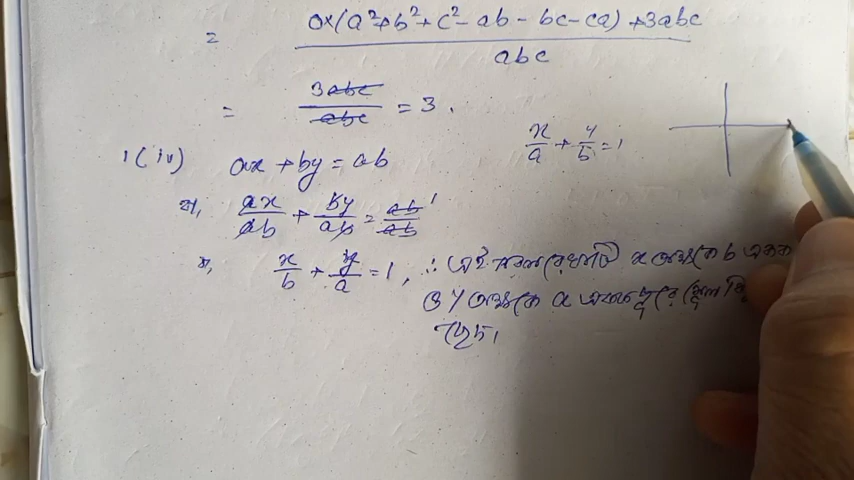 = 0×(a²+b²+c²-ab-bc-ca)+3abc / abc
= 3abc / abc = 3.
x/a + y/b = 1
1(iv) ax+by=ab
বা, ax/ab + by/ab = ab/ab 1
বা, x/b + y/a = 1, ∴ এই সরলরেখাটি x অক্ষকে b একক
ও y অক্ষকে a একক দূরে